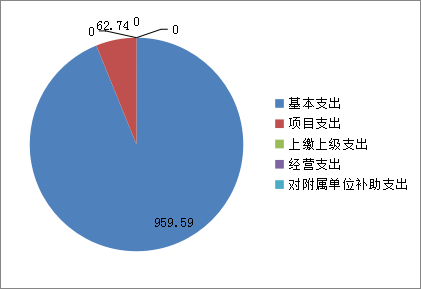 0
62.74
0
0
959.59
基本支出
项目支出
上缴上级支出
经营支出
对附属单位补助支出